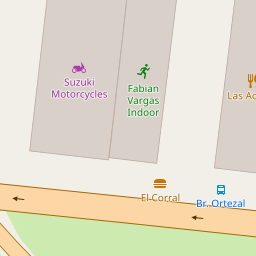 Suzuki
Motorcycles
Fabian
Vargas
Indoor
Las Ac
El Corral
Br. Ortezal